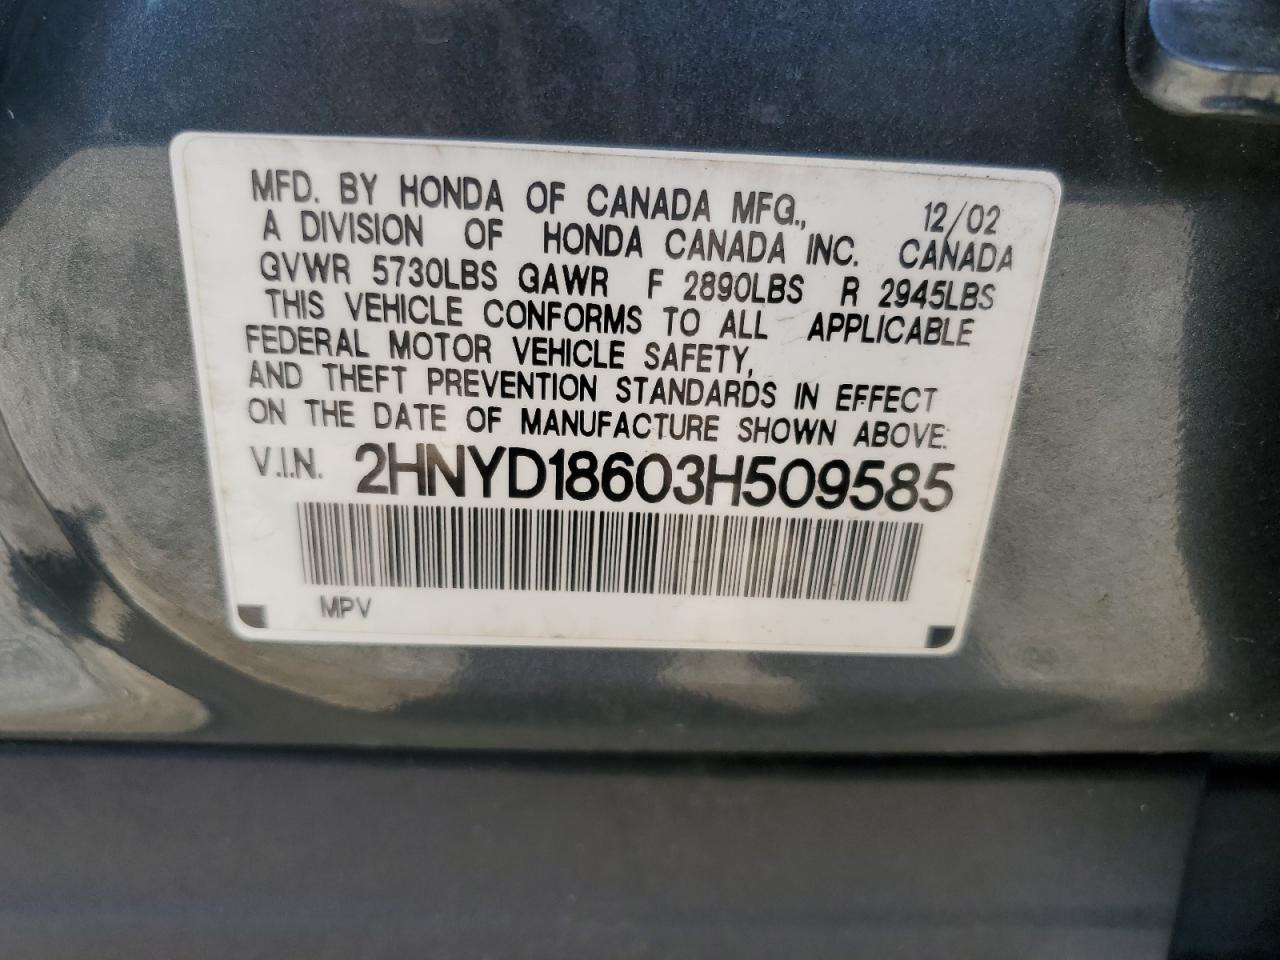 MFD. BY HONDA OF CANADA MFG., 12/02
A DIVISION OF HONDA CANADA INC. CANADA
GVWR 5730LBS GAWR F 2890LBS R 2945LBS
THIS VEHICLE CONFORMS TO ALL APPLICABLE
FEDERAL MOTOR VEHICLE SAFETY,
AND THEFT PREVENTION STANDARDS IN EFFECT
ON THE DATE OF MANUFACTURE SHOWN ABOVE:
V.I.N. 2HNYD18603H509585
MPV